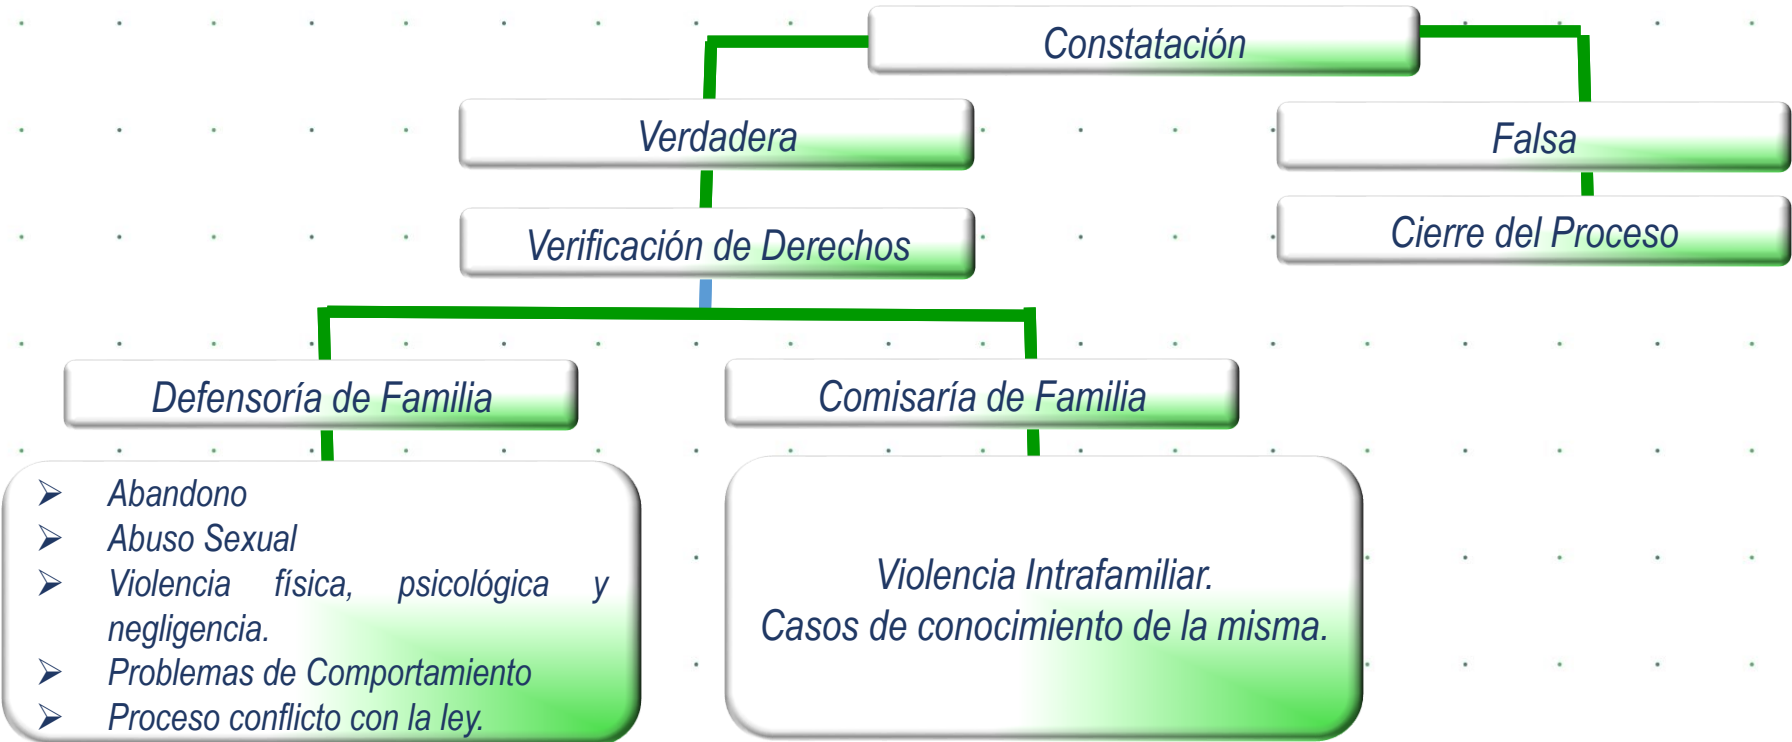 Constatación
Verdadera
Falsa
Verificación de Derechos
Cierre del Proceso
Defensoría de Familia
Comisaría de Familia
➢ Abandono
➢ Abuso Sexual
➢ Violencia física, psicológica y
negligencia.
➢ Problemas de Comportamiento
➢ Proceso conflicto con la ley.
Violencia Intrafamiliar.
Casos de conocimiento de la misma.